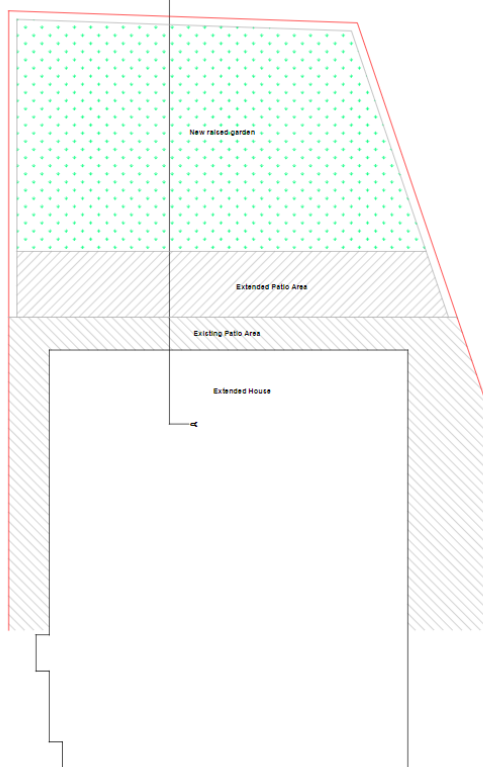 New raised garden
Extended Patio Area
Existing Patio Area
Extended House
A